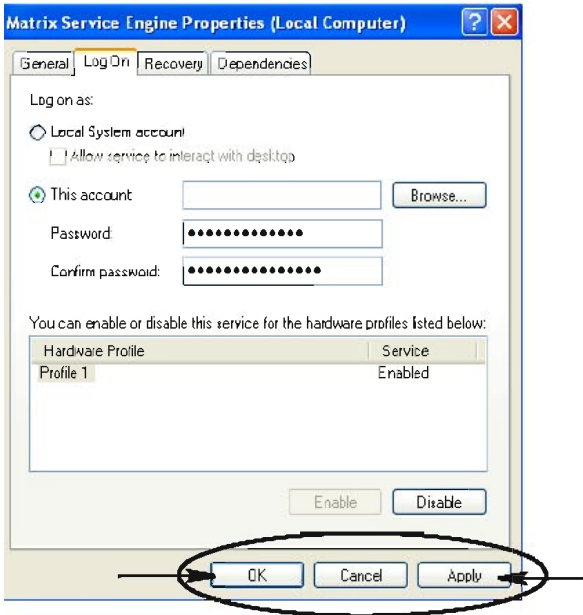 Matrix Service Engine Properties (Local Computer)
General Log On Recovery Dependencies
Log on as:
Local System account
Allow service to interact with desktop
This account Browse...
Password: •••••••••••••
Confirm password: •••••••••••••••
You can enable or disable this service for the hardware profiles listed below:
Hardware Profile Service
Profile 1 Enabled
Enable Disable
OK Cancel Apply